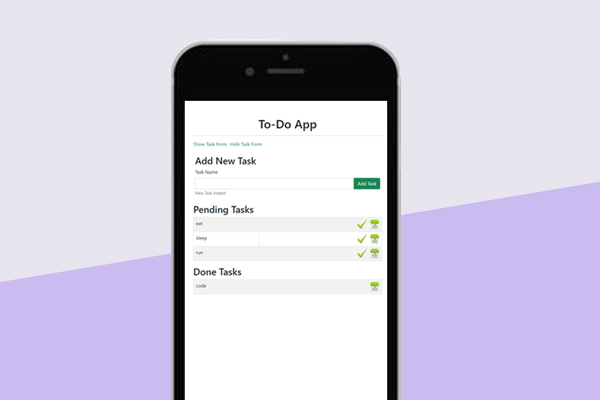 To-Do App
Show Task Form Hide Task Form
Add New Task
Task Name
Add Task
New Task Added
Pending Tasks
eat
sleep
run
Done Tasks
code